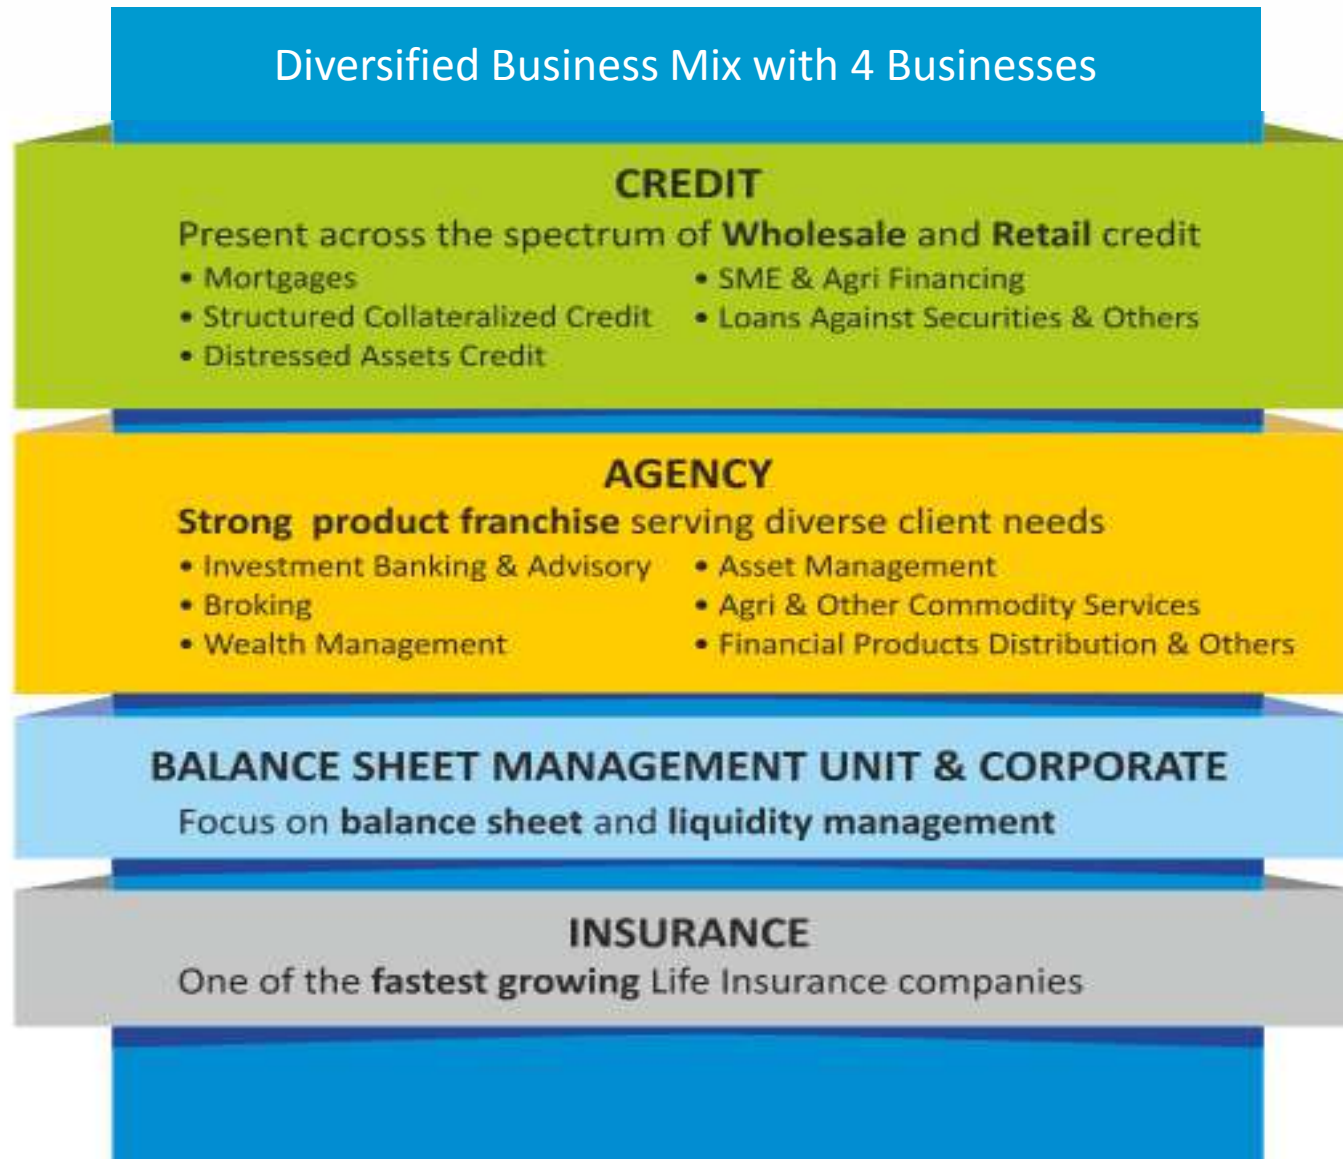 Diversified Business Mix with 4 Businesses
CREDIT
Present across the spectrum of Wholesale and Retail credit
• Mortgages
• Structured Collateralized Credit
• Distressed Assets Credit
• SME & Agri Financing
• Loans Against Securities & Others
AGENCY
Strong product franchise serving diverse client needs
• Investment Banking & Advisory
• Broking
• Wealth Management
• Asset Management
• Agri & Other Commodity Services
• Financial Products Distribution & Others
BALANCE SHEET MANAGEMENT UNIT & CORPORATE
Focus on balance sheet and liquidity management
INSURANCE
One of the fastest growing Life Insurance companies